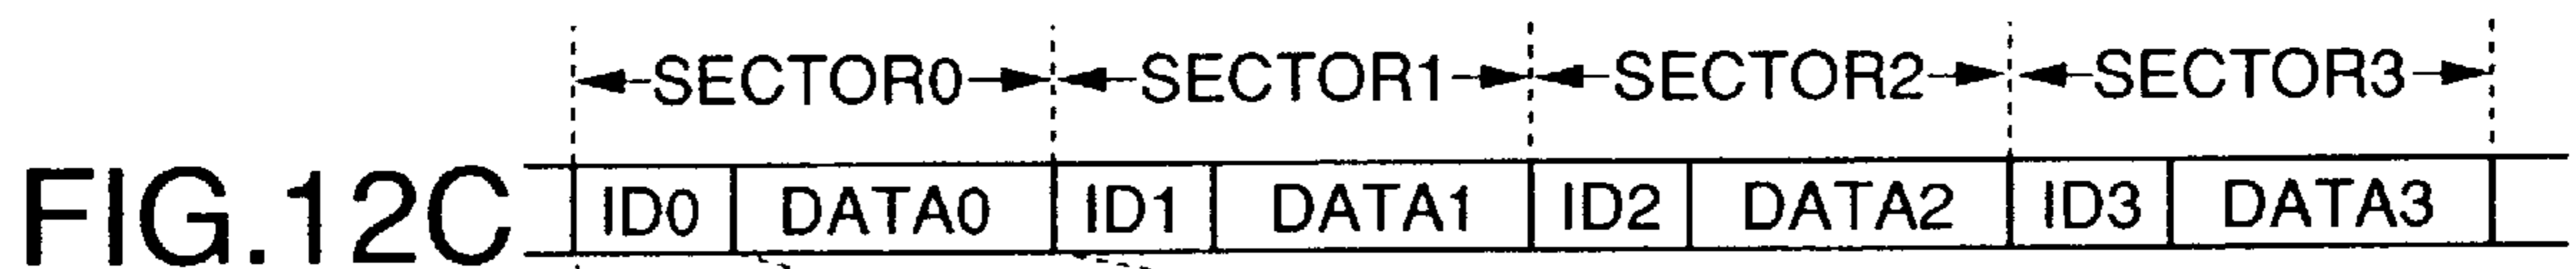 SECTOR0 SECTOR1 SECTOR2 SECTOR3
FIG.12C ID0 DATA0 ID1 DATA1 ID2 DATA2 ID3 DATA3